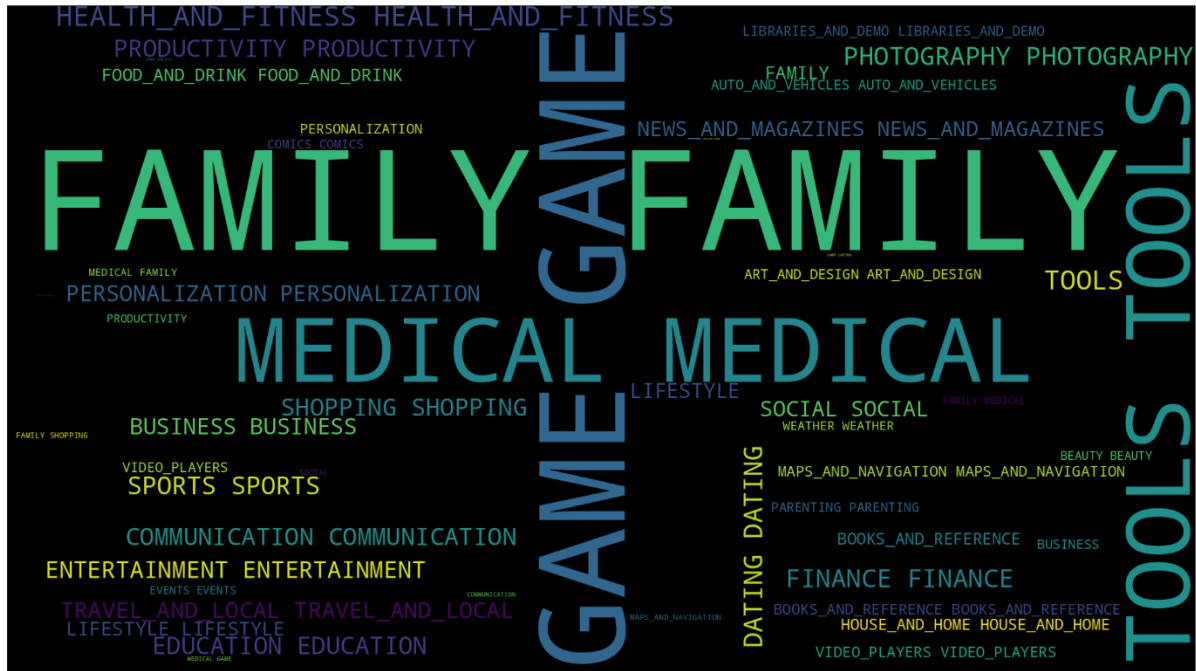 HEALTH_AND_FITNESS HEALTH_AND_FITNESS
LIBRARIES_AND_DEMO LIBRARIES_AND_DEMO
PRODUCTIVITY PRODUCTIVITY
PHOTOGRAPHY PHOTOGRAPHY
FOOD_AND_DRINK FOOD_AND_DRINK
FAMILY
AUTO_AND_VEHICLES AUTO_AND_VEHICLES
PERSONALIZATION
NEWS_AND_MAGAZINES NEWS_AND_MAGAZINES
COMICS COMICS
GAME GAME
TOOLS TOOLS
FAMILY FAMILY
MEDICAL FAMILY
ART_AND_DESIGN ART_AND_DESIGN
TOOLS
PERSONALIZATION PERSONALIZATION
PRODUCTIVITY
MEDICAL MEDICAL
LIFESTYLE
SHOPPING SHOPPING
FAMILY MEDICAL
SOCIAL SOCIAL
BUSINESS BUSINESS
WEATHER WEATHER
FAMILY SHOPPING
BEAUTY BEAUTY
VIDEO_PLAYERS
SOCIAL
MAPS_AND_NAVIGATION MAPS_AND_NAVIGATION
SPORTS SPORTS
DATING DATING
PARENTING PARENTING
COMMUNICATION COMMUNICATION
BOOKS_AND_REFERENCE
BUSINESS
ENTERTAINMENT ENTERTAINMENT
FINANCE FINANCE
EVENTS EVENTS
COMMUNICATION
TRAVEL_AND_LOCAL TRAVEL_AND_LOCAL
BOOKS_AND_REFERENCE BOOKS_AND_REFERENCE
MAPS_AND_NAVIGATION
LIFESTYLE LIFESTYLE
HOUSE_AND_HOME HOUSE_AND_HOME
EDUCATION EDUCATION
VIDEO_PLAYERS VIDEO_PLAYERS
MEDICAL GAME